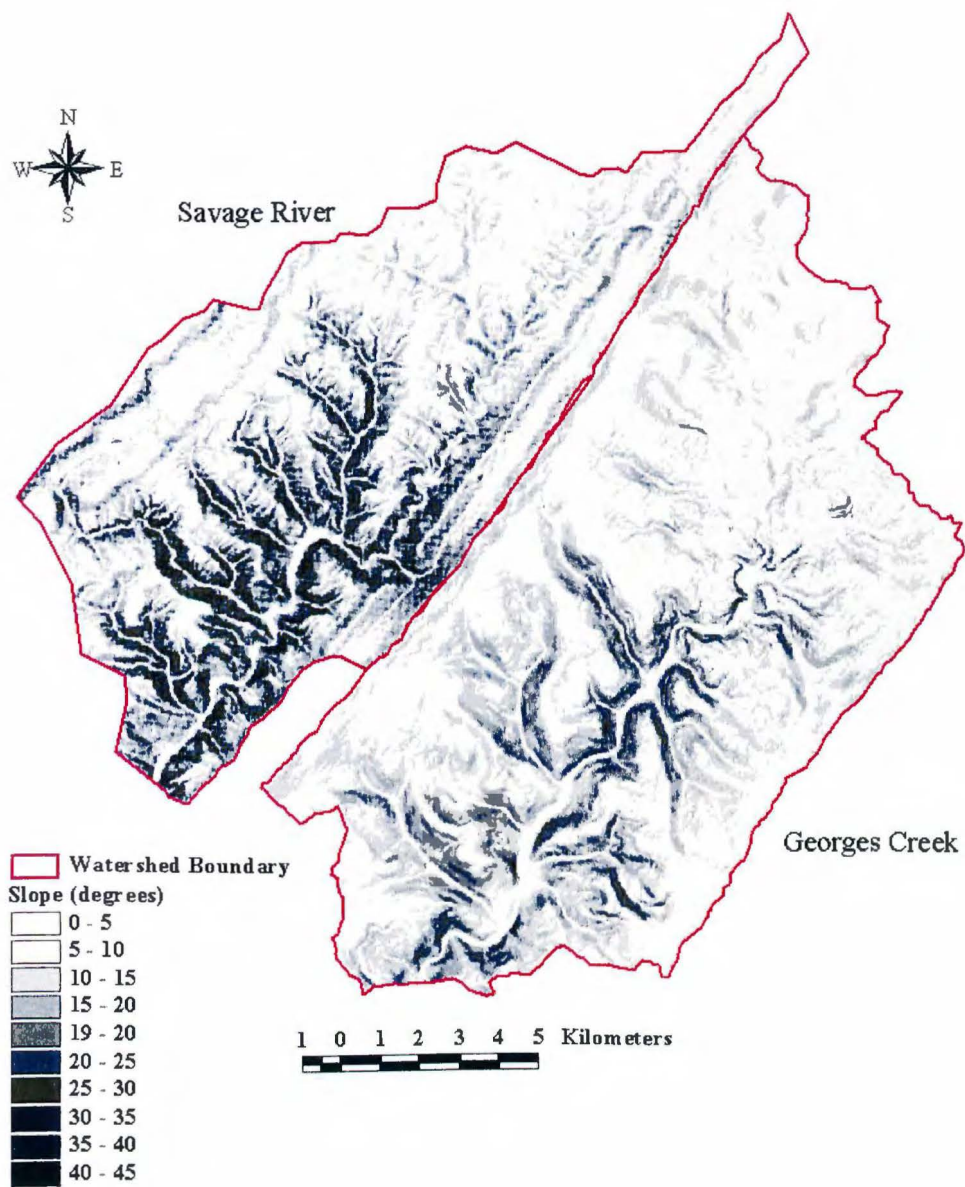 N
W E
S
Savage River
Georges Creek
Watershed Boundary
Slope (degrees)
0 - 5
5 - 10
10 - 15
15 - 20
19 - 20
20 - 25
25 - 30
30 - 35
35 - 40
40 - 45
1 0 1 2 3 4 5 Kilometers